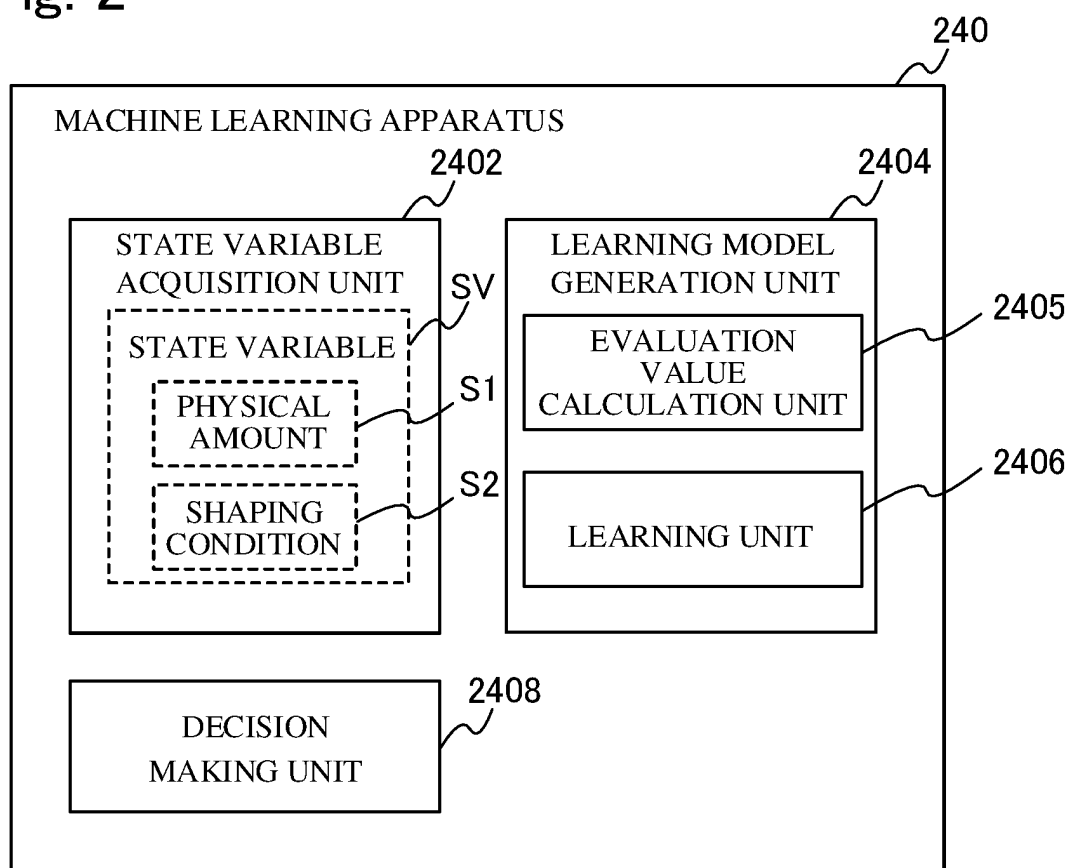 ig. 2
240
MACHINE LEARNING APPARATUS
2402
2404
STATE VARIABLE
ACQUISITION UNIT
SV
STATE VARIABLE
S1
PHYSICAL
AMOUNT
S2
SHAPING
CONDITION
LEARNING MODEL
GENERATION UNIT
2405
EVALUATION
VALUE
CALCULATION UNIT
2406
LEARNING UNIT
2408
DECISION
MAKING UNIT